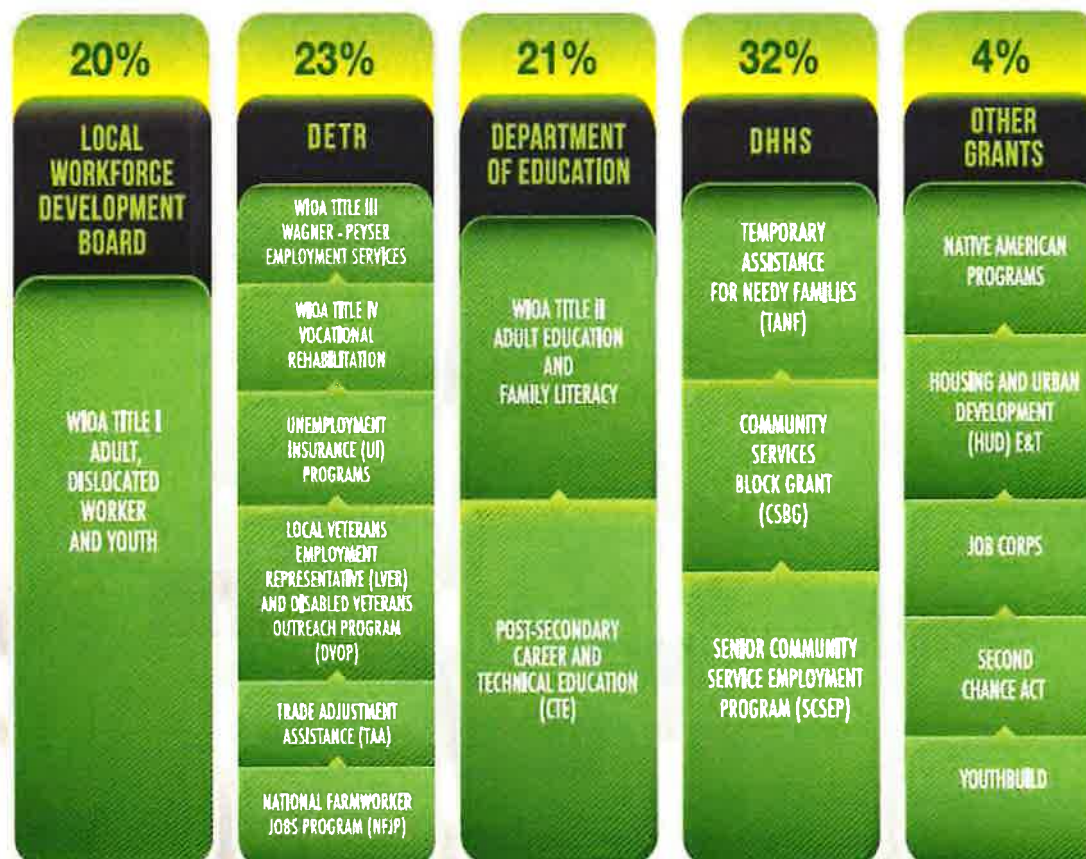 20%
LOCAL
WORKFORCE
DEVELOPMENT
BOARD
WIOA TITLE I
ADULT,
DISLOCATED
WORKER
AND YOUTH
23%
DETR
WIOA TITLE III
WAGNER - PEYSER
EMPLOYMENT SERVICES
WIOA TITLE IV
VOCATIONAL
REHABILITATION
UNEMPLOYMENT
INSURANCE (UI)
PROGRAMS
LOCAL VETERANS
EMPLOYMENT
REPRESENTATIVE (LVER)
AND DISABLED VETERANS
OUTREACH PROGRAM
(DVOP)
TRADE ADJUSTMENT
ASSISTANCE (TAA)
NATIONAL FARMWORKER
JOBS PROGRAM (NFJP)
21%
DEPARTMENT
OF EDUCATION
WIOA TITLE II
ADULT EDUCATION
AND
FAMILY LITERACY
POST-SECONDARY
CAREER AND
TECHNICAL EDUCATION
(CTE)
32%
DHHS
TEMPORARY
ASSISTANCE
FOR NEEDY FAMILIES
(TANF)
COMMUNITY
SERVICES
BLOCK GRANT
(CSBG)
SENIOR COMMUNITY
SERVICE EMPLOYMENT
PROGRAM (SCSEP)
4%
OTHER
GRANTS
NATIVE AMERICAN
PROGRAMS
HOUSING AND URBAN
DEVELOPMENT
(HUD) E&T
JOB CORPS
SECOND
CHANCE ACT
YOUTHBUILD